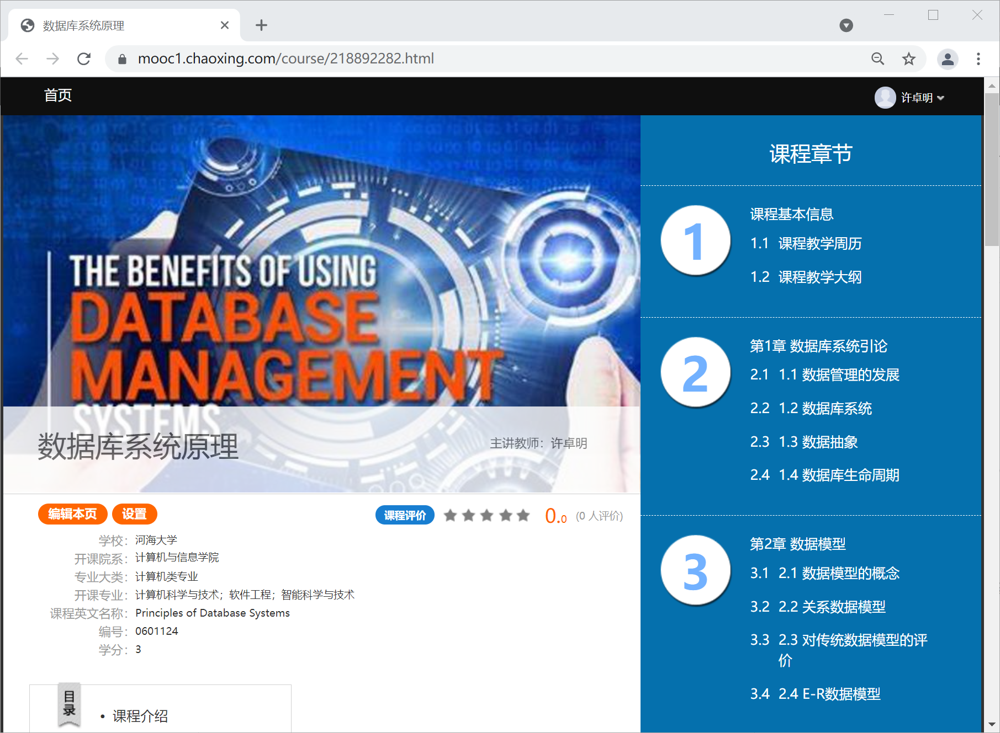 数据库系统原理
mooc1.chaoxing.com/course/218892282.html
首页
许卓明
THE BENEFITS OF USING
DATABASE
MANAGEMENT
SYSTEMS
数据库系统原理
主讲教师：许卓明
编辑本页
设置
课程评价
0.0
(0 人评价)
学校：河海大学
开课院系：计算机与信息学院
专业大类：计算机类专业
开课专业：计算机科学与技术；软件工程；智能科学与技术
课程英文名称：Principles of Database Systems
编号：0601124
学分：3
目录
• 课程介绍
课程章节
1
课程基本信息
1.1 课程教学周历
1.2 课程教学大纲
2
第1章 数据库系统引论
2.1 1.1 数据管理的发展
2.2 1.2 数据库系统
2.3 1.3 数据抽象
2.4 1.4 数据库生命周期
3
第2章 数据模型
3.1 2.1 数据模型的概念
3.2 2.2 关系数据模型
3.3 2.3 对传统数据模型的评
价
3.4 2.4 E-R数据模型